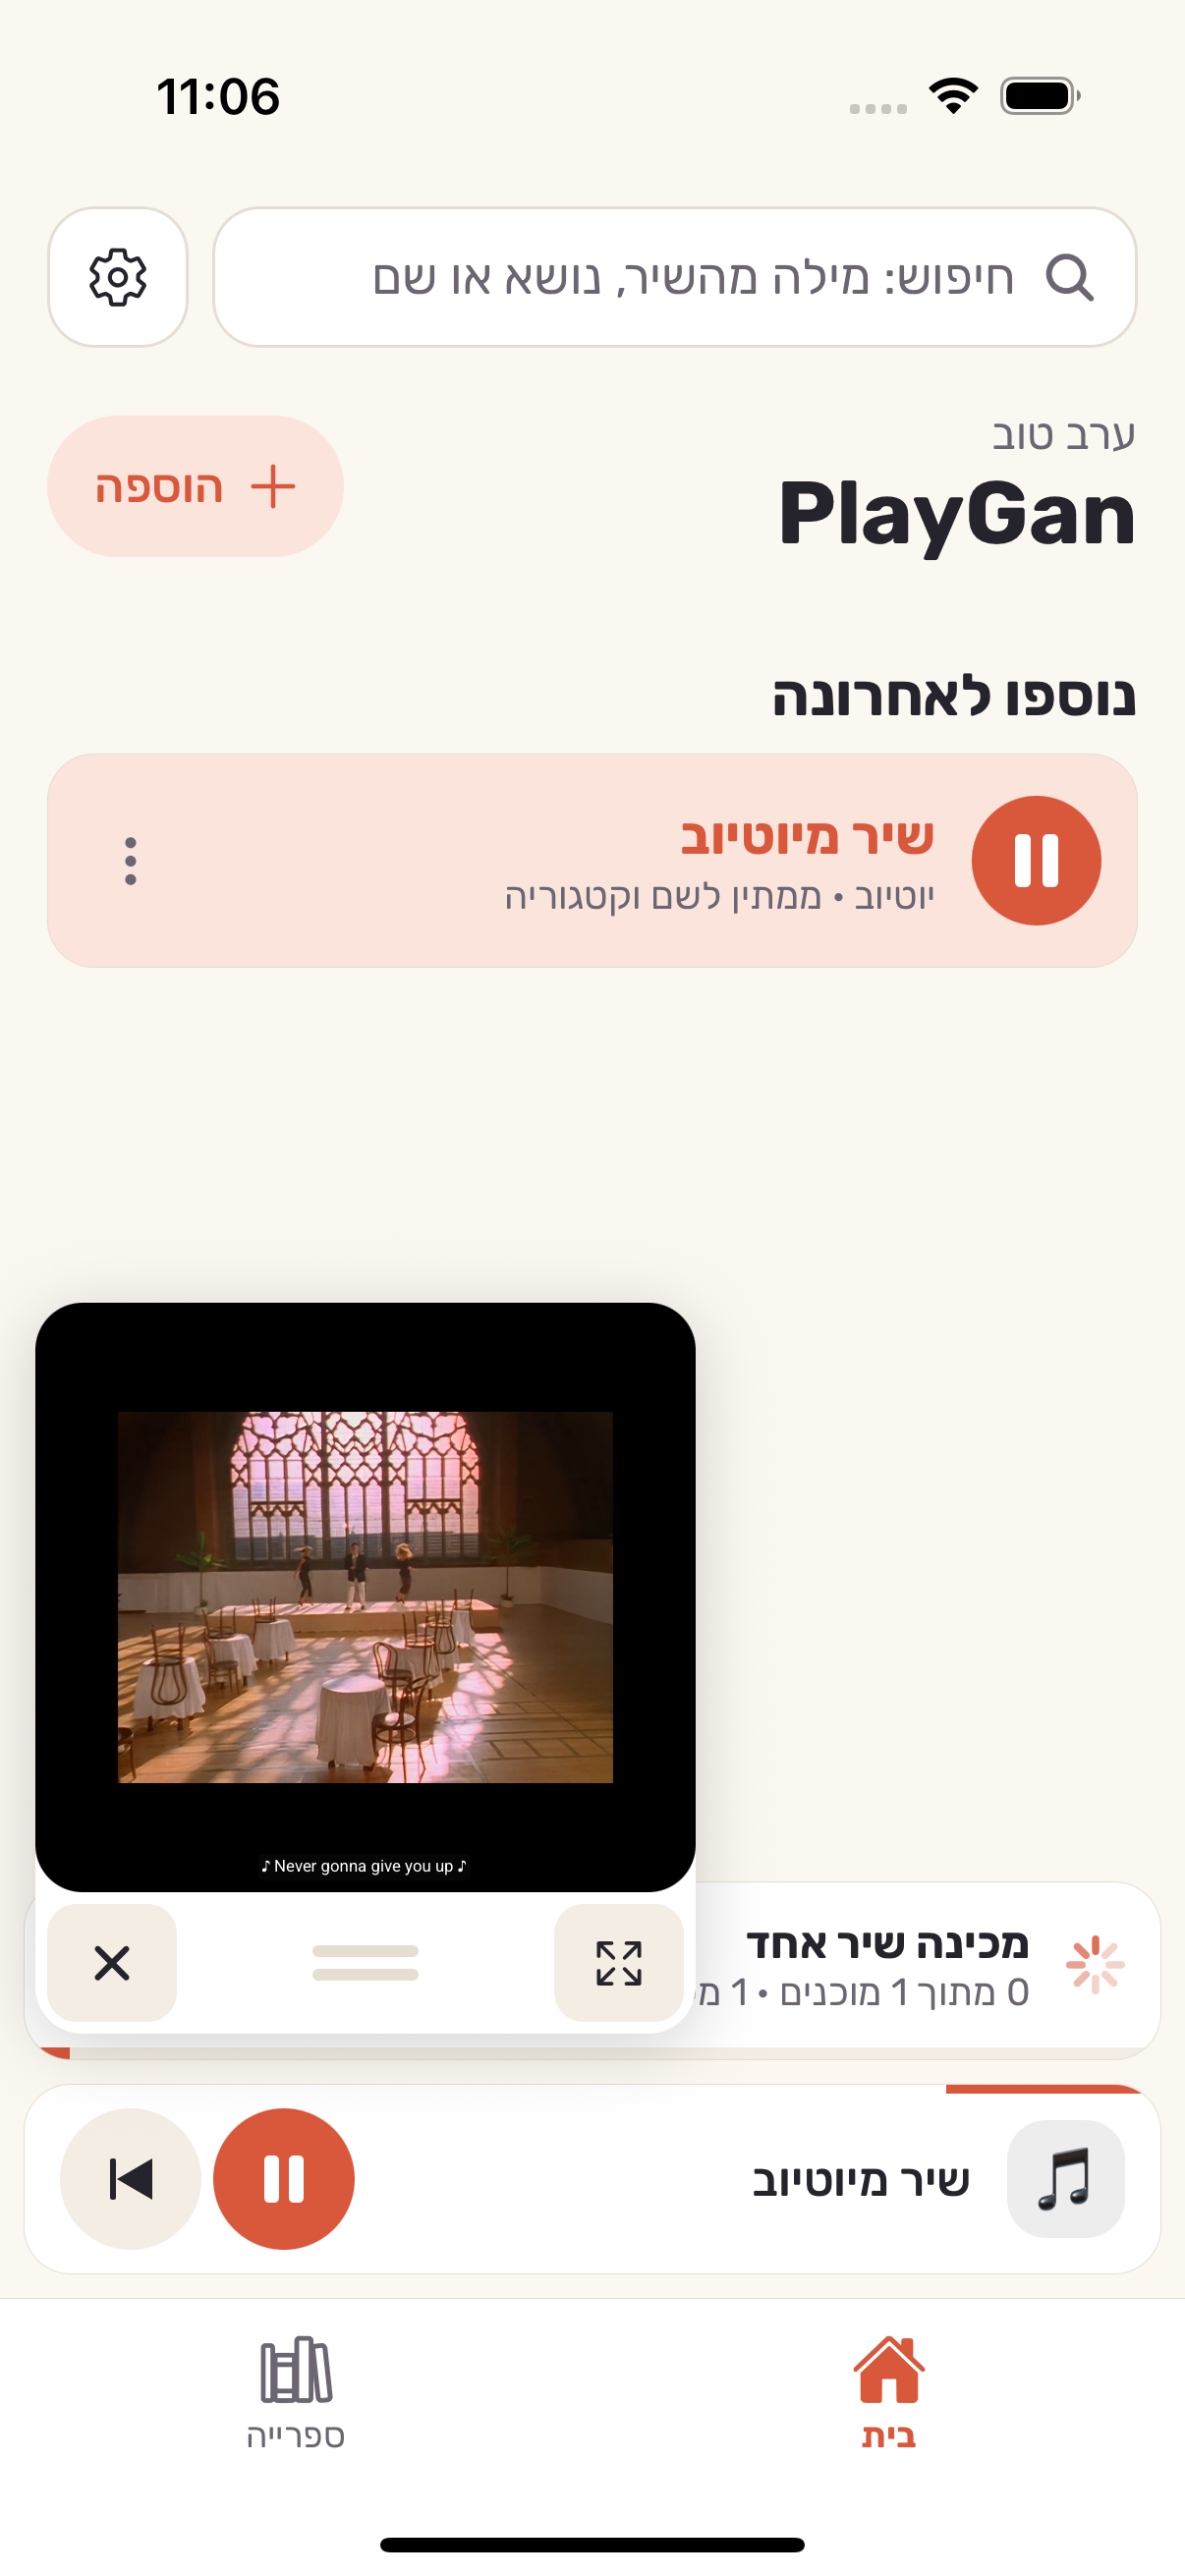 11:06
חיפוש: מילה מהשיר, נושא או שם
ערב טוב
PlayGan
הוספה
נוספו לאחרונה
שיר מיוטיוב
יוטיוב • ממתין לשם וקטגוריה
♪ Never gonna give you up ♪
מכינה שיר אחד
0 מתוך 1 מוכנים • 1
שיר מיוטיוב
בית
ספרייה